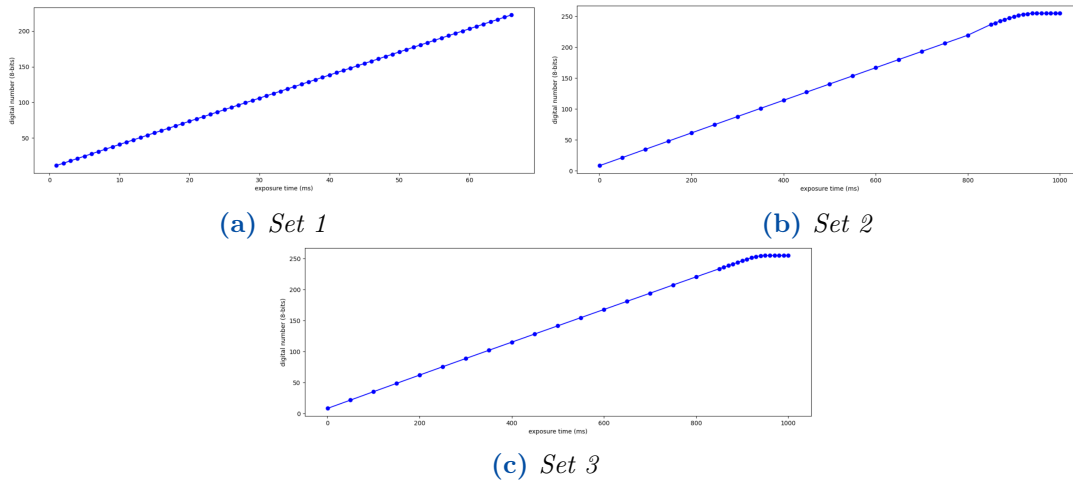 200
150
100
50
digital number (8-bits)
0 10 20 30 40 50 60
exposure time (ms)
(a) Set 1
250
200
150
100
50
0
digital number (8-bits)
0 200 400 600 800 1000
exposure time (ms)
(b) Set 2
250
200
150
100
50
0
digital number (8-bits)
0 200 400 600 800 1000
exposure time (ms)
(c) Set 3